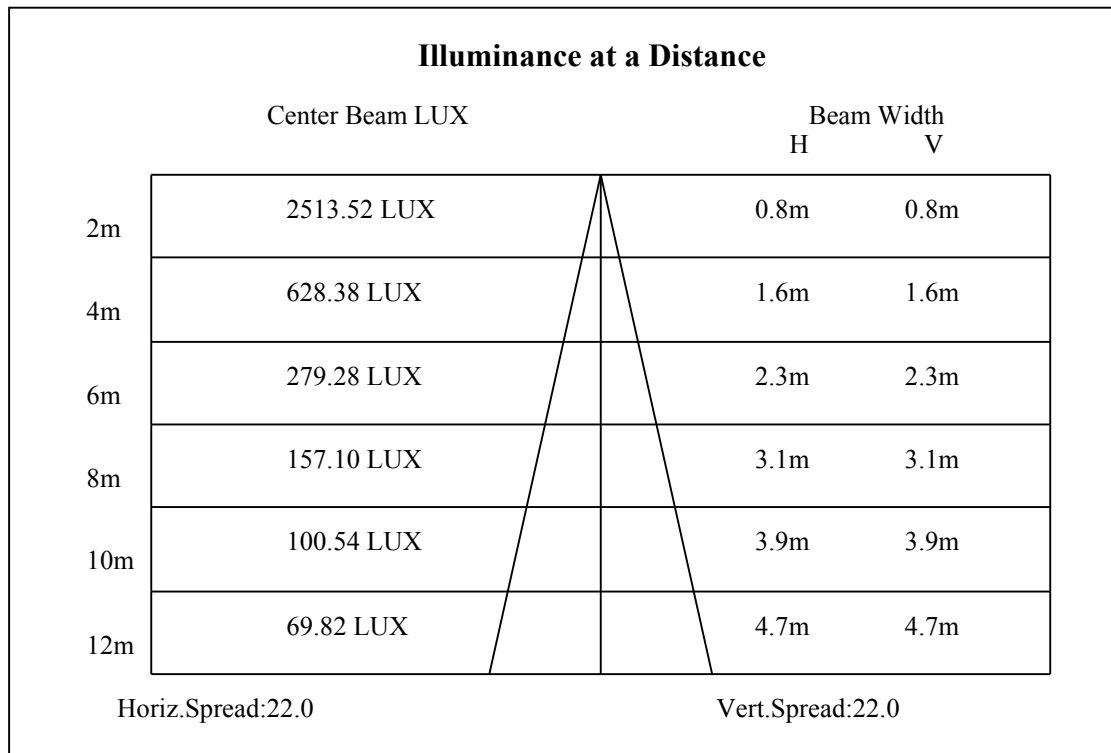 Illuminance at a Distance
Center Beam LUX Beam Width
H V
2m 2513.52 LUX 0.8m 0.8m
4m 628.38 LUX 1.6m 1.6m
6m 279.28 LUX 2.3m 2.3m
8m 157.10 LUX 3.1m 3.1m
10m 100.54 LUX 3.9m 3.9m
12m 69.82 LUX 4.7m 4.7m
Horiz.Spread:22.0 Vert.Spread:22.0